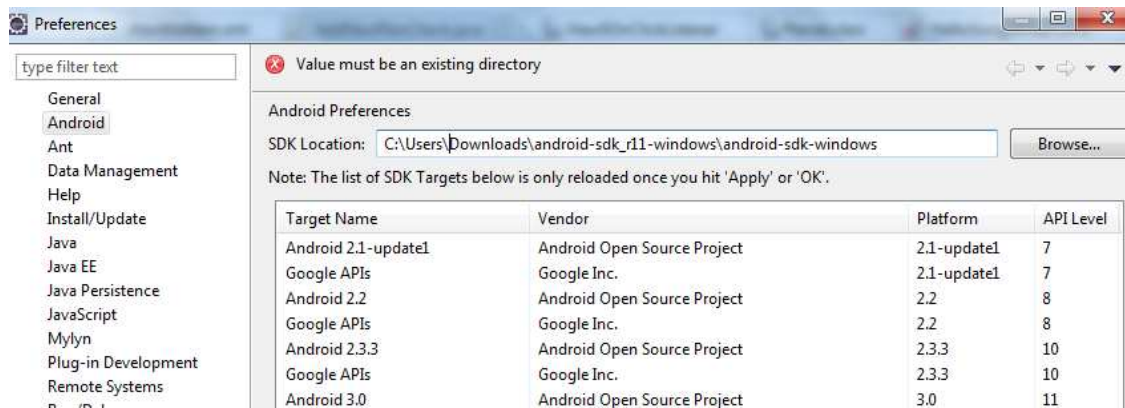 Preferences
type filter text
Value must be an existing directory
General
Android
Ant
Data Management
Help
Install/Update
Java
Java EE
Java Persistence
JavaScript
Mylyn
Plug-in Development
Remote Systems
Android Preferences
SDK Location: C:\Users\Downloads\android-sdk_r11-windows\android-sdk-windows Browse...
Note: The list of SDK Targets below is only reloaded once you hit 'Apply' or 'OK'.
Target Name Vendor Platform API Level
Android 2.1-update1 Android Open Source Project 2.1-update1 7
Google APIs Google Inc. 2.1-update1 7
Android 2.2 Android Open Source Project 2.2 8
Google APIs Google Inc. 2.2 8
Android 2.3.3 Android Open Source Project 2.3.3 10
Google APIs Google Inc. 2.3.3 10
Android 3.0 Android Open Source Project 3.0 11